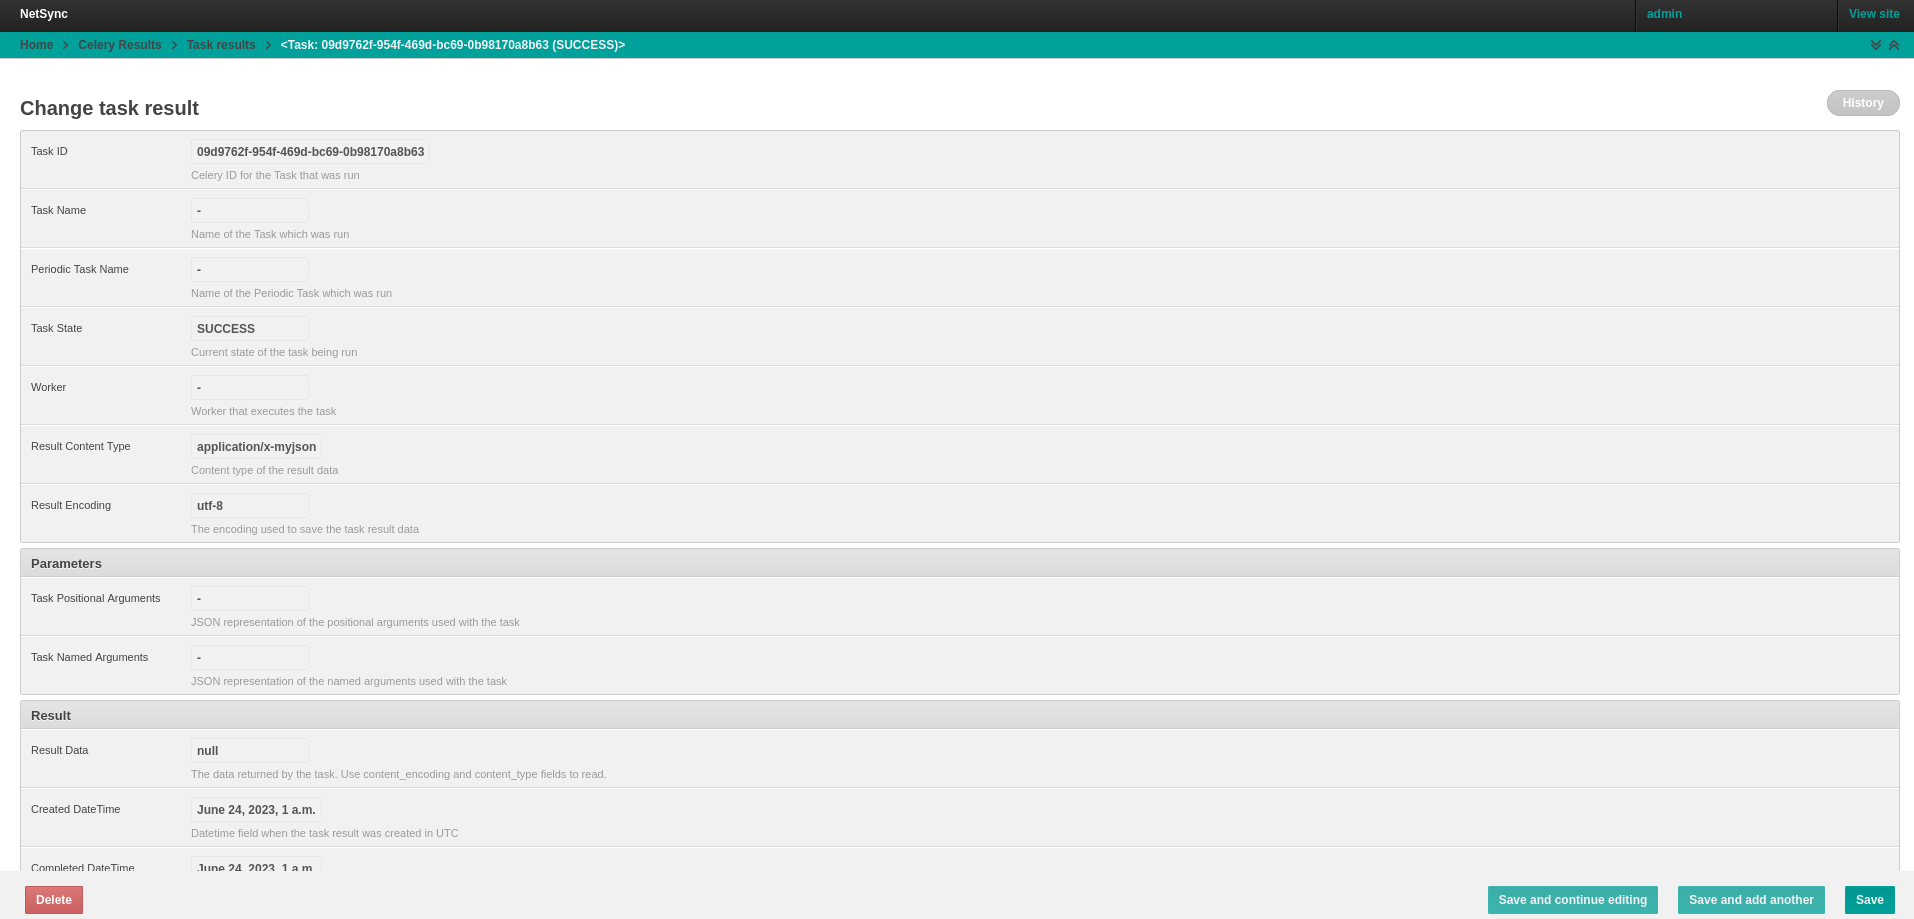 NetSync
admin
View site
Home
Celery Results
Task results
<Task: 09d9762f-954f-469d-bc69-0b98170a8b63 (SUCCESS)>
Change task result
History
Task ID
09d9762f-954f-469d-bc69-0b98170a8b63
Celery ID for the Task that was run
Task Name
-
Name of the Task which was run
Periodic Task Name
-
Name of the Periodic Task which was run
Task State
SUCCESS
Current state of the task being run
Worker
-
Worker that executes the task
Result Content Type
application/x-myjson
Content type of the result data
Result Encoding
utf-8
The encoding used to save the task result data
Parameters
Task Positional Arguments
-
JSON representation of the positional arguments used with the task
Task Named Arguments
-
JSON representation of the named arguments used with the task
Result
Result Data
null
The data returned by the task. Use content_encoding and content_type fields to read.
Created DateTime
June 24, 2023, 1 a.m.
Datetime field when the task result was created in UTC
Completed DateTime
June 24, 2023, 1 a.m.
Delete
Save and continue editing
Save and add another
Save